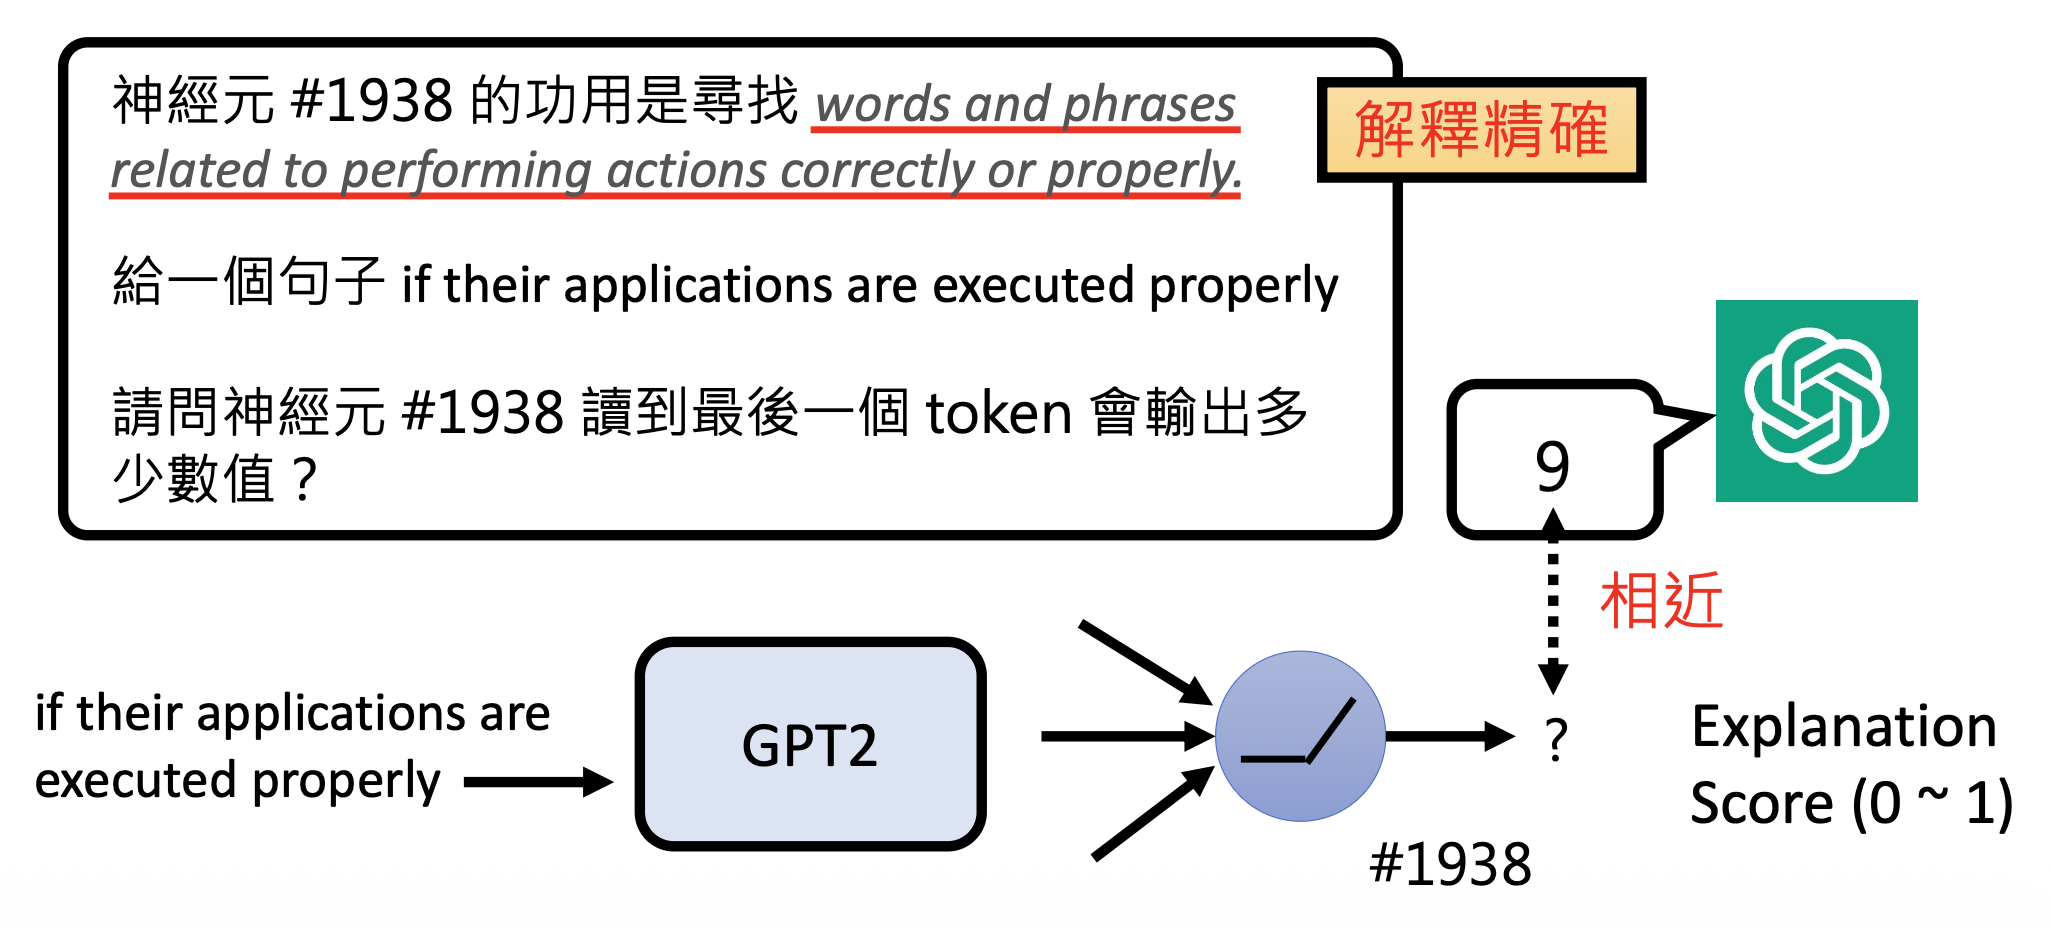 神經元 #1938 的功用是尋找 words and phrases
related to performing actions correctly or properly.
解釋精確
給一個句子 if their applications are executed properly
請問神經元 #1938 讀到最後一個 token 會輸出多
少數值？
9
相近
if their applications are
executed properly
GPT2
?
#1938
Explanation
Score (0 ~ 1)